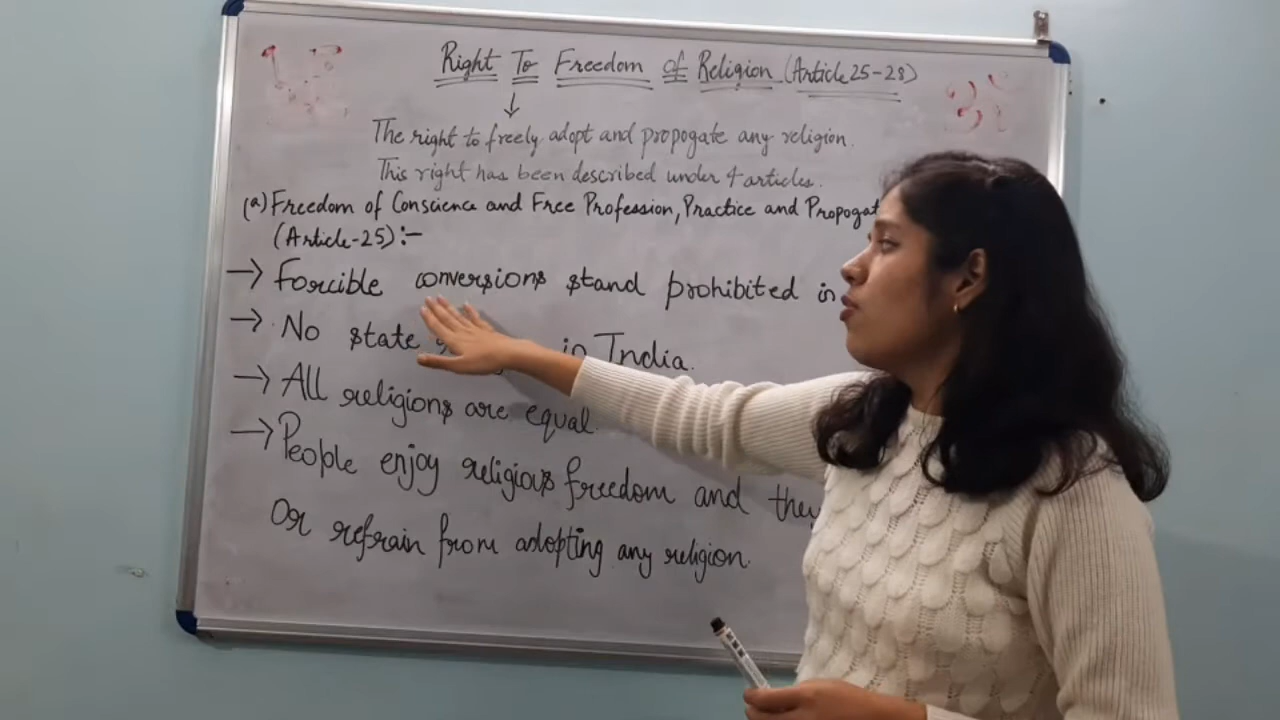 Right To Freedom of Religion (Article 25-28)
↓
The right to freely adopt and propogate any religion.
This right has been described under 4 articles.
(a) Freedom of Conscience and Free Profession, Practice and Propogat
(Article-25):-
→ Forcible conversions stand prohibited in
→ No state in India.
→ All religions are equal.
→ People enjoy religious freedom and they
Or refrain from adopting any religion.